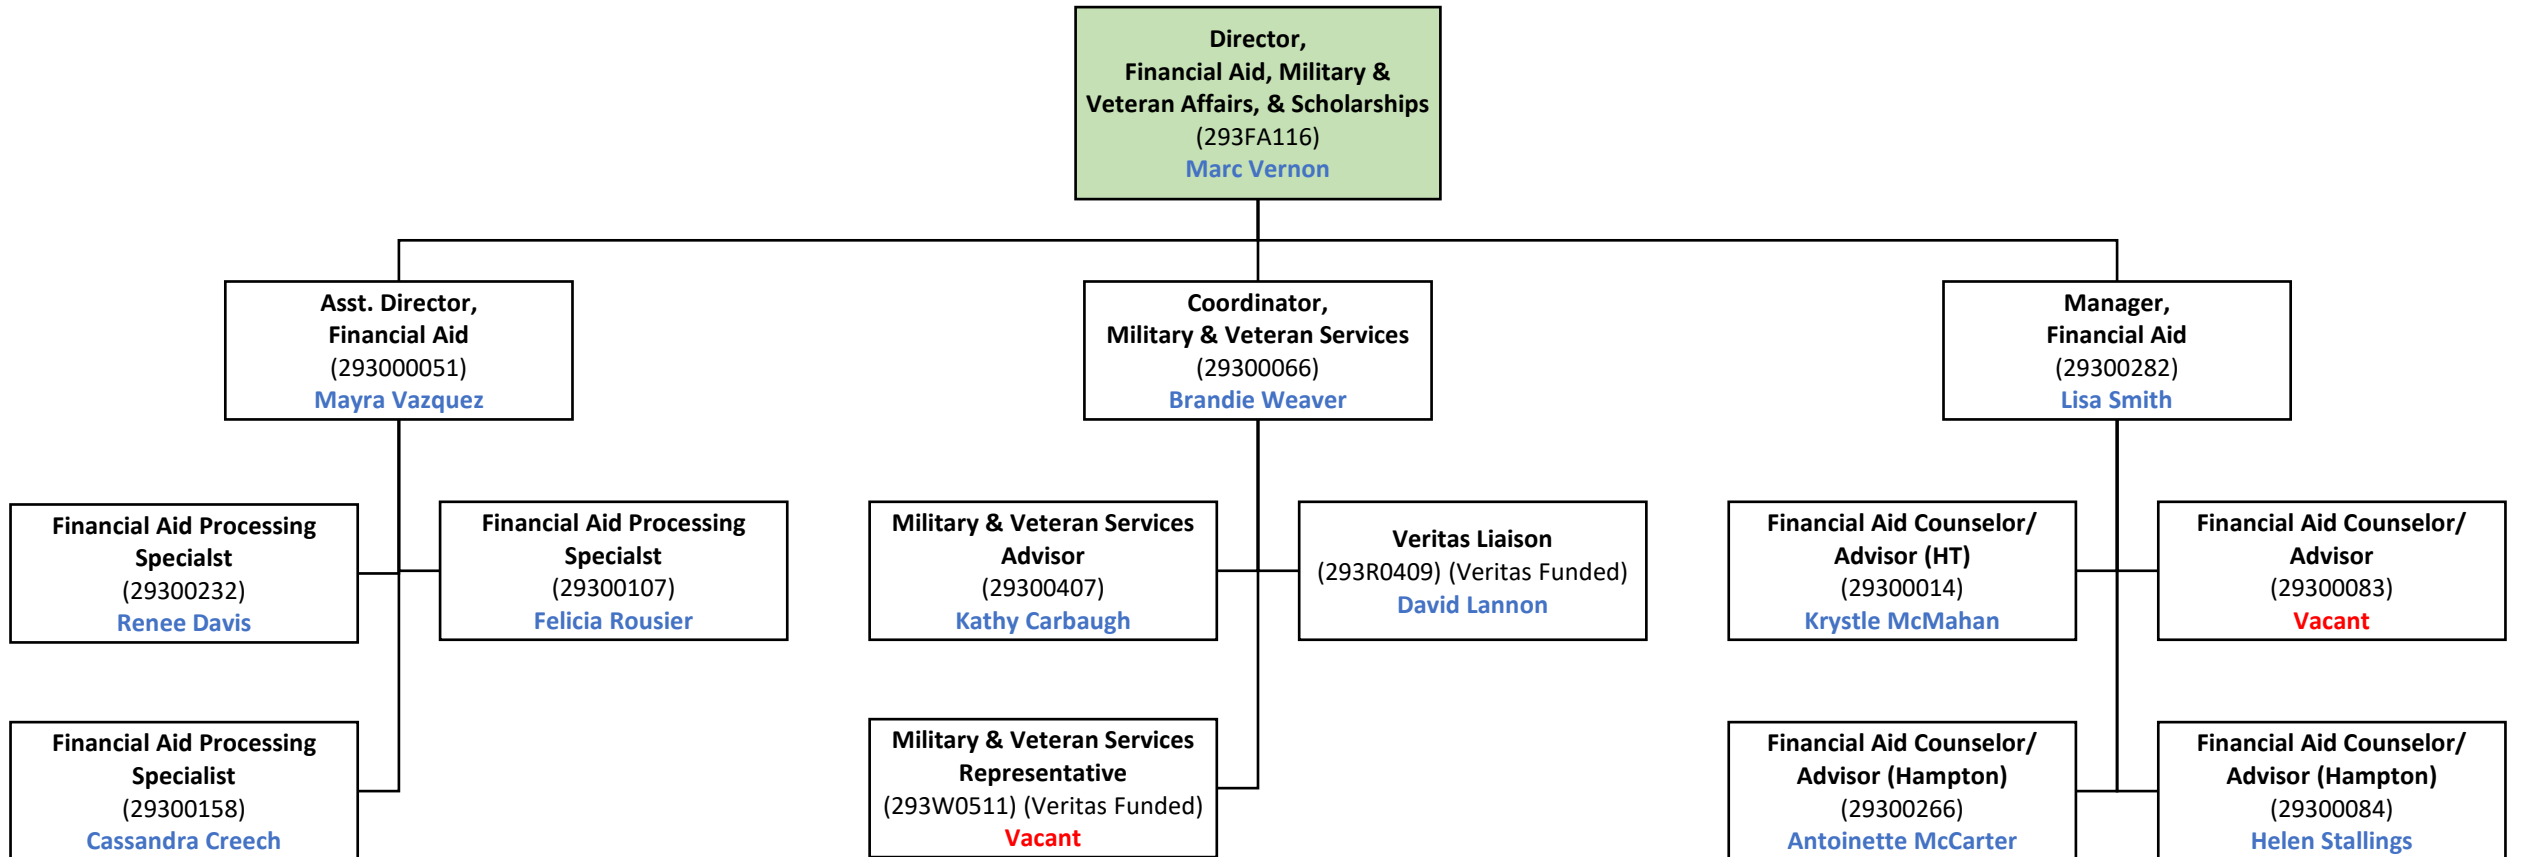 Director,
Financial Aid, Military &
Veteran Affairs, & Scholarships
(293FA116)
Marc Vernon
Asst. Director,
Financial Aid
(293000051)
Mayra Vazquez
Coordinator,
Military & Veteran Services
(29300066)
Brandie Weaver
Manager,
Financial Aid
(29300282)
Lisa Smith
Financial Aid Processing
Specialst
(29300232)
Renee Davis
Financial Aid Processing
Specialst
(29300107)
Felicia Rousier
Military & Veteran Services
Advisor
(29300407)
Kathy Carbaugh
Veritas Liaison
(293R0409) (Veritas Funded)
David Lannon
Financial Aid Counselor/
Advisor (HT)
(29300014)
Krystle McMahan
Financial Aid Counselor/
Advisor
(29300083)
Vacant
Financial Aid Processing
Specialist
(29300158)
Cassandra Creech
Military & Veteran Services
Representative
(293W0511) (Veritas Funded)
Vacant
Financial Aid Counselor/
Advisor (Hampton)
(29300266)
Antoinette McCarter
Financial Aid Counselor/
Advisor (Hampton)
(29300084)
Helen Stallings